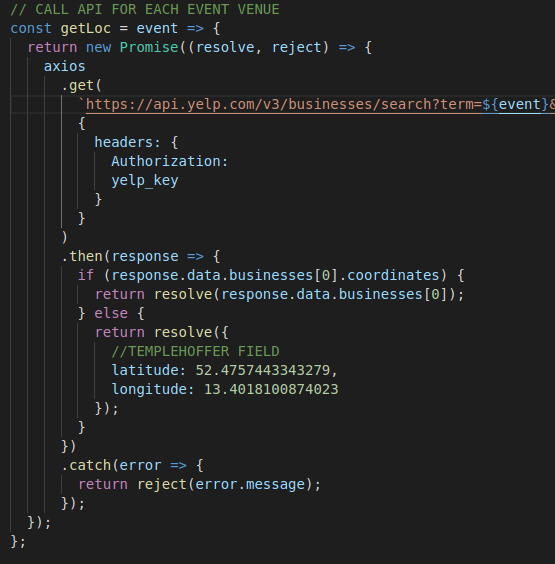 // CALL API FOR EACH EVENT VENUE
const getLoc = event => {
return new Promise((resolve, reject) => {
axios
.get(
`https://api.yelp.com/v3/businesses/search?term=${event}&
{
headers: {
Authorization:
yelp_key
}
}
)
.then(response => {
if (response.data.businesses[0].coordinates) {
return resolve(response.data.businesses[0]);
} else {
return resolve({
//TEMPLEHOFFER FIELD
latitude: 52.4757443343279,
longitude: 13.4018100874023
});
}
})
.catch(error => {
return reject(error.message);
});
});
};